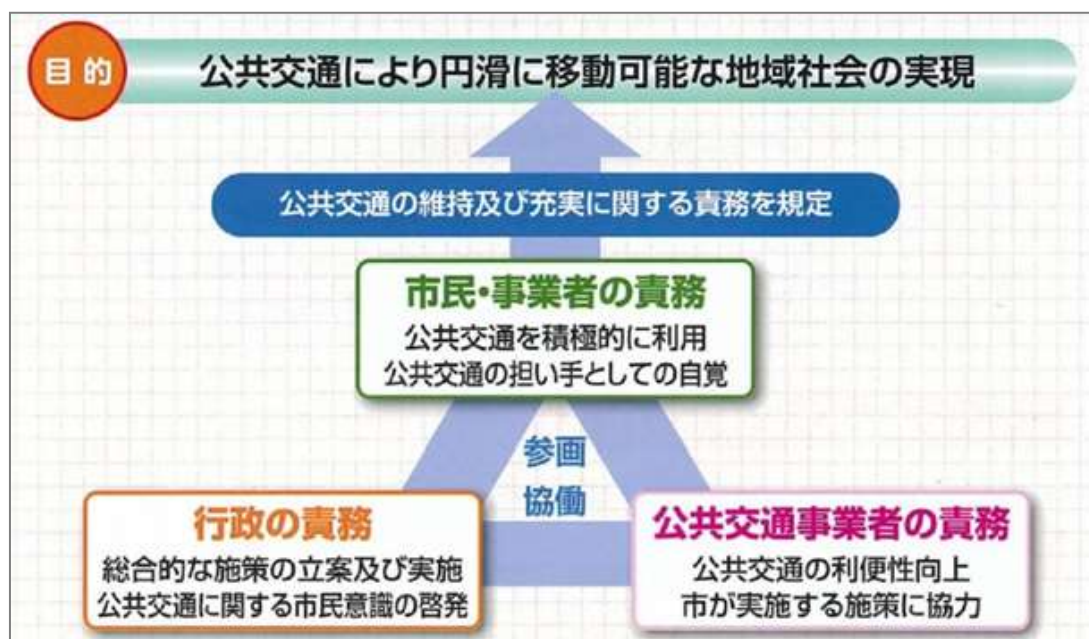 目的
公共交通により円滑に移動可能な地域社会の実現
公共交通の維持及び充実に関する責務を規定
市民・事業者の責務
公共交通を積極的に利用
公共交通の担い手としての自覚
参画
協働
行政の責務
総合的な施策の立案及び実施
公共交通に関する市民意識の啓発
公共交通事業者の責務
公共交通の利便性向上
市が実施する施策に協力